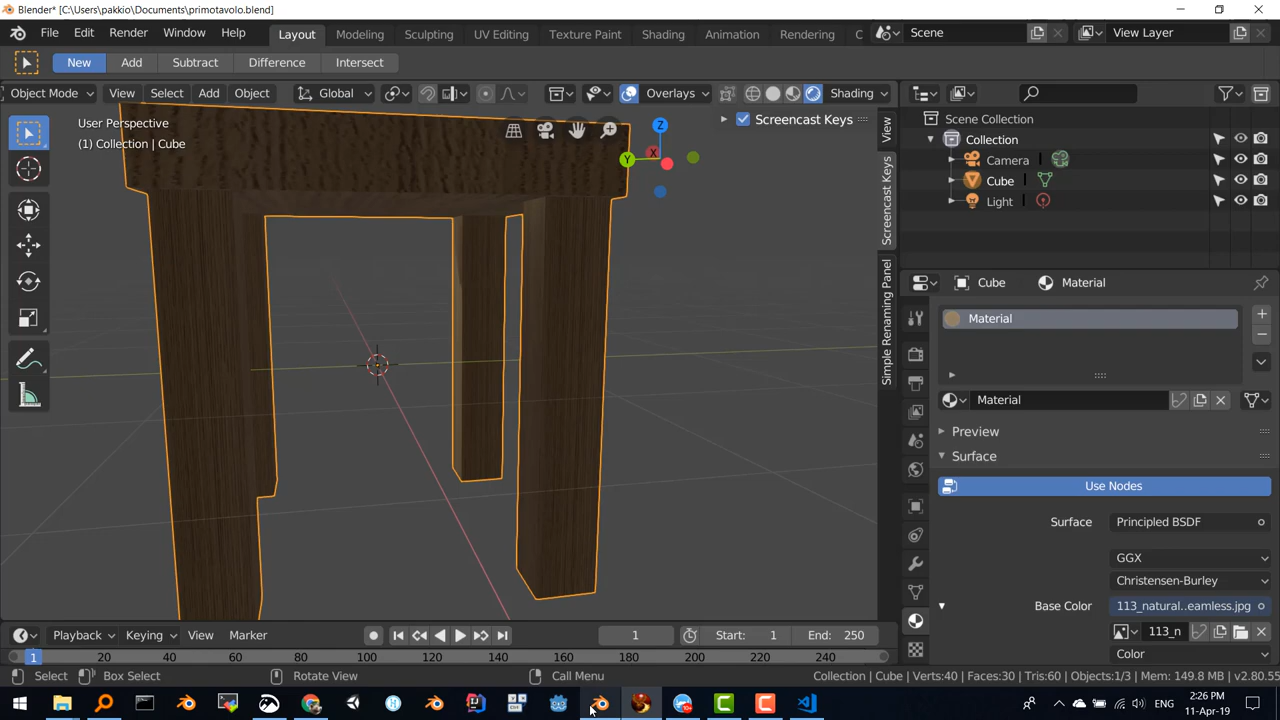 Blender* [C:\Users\pakkio\Documents\primotavolo.blend]
File Edit Render Window Help Layout Modeling Sculpting UV Editing Texture Paint Shading Animation Rendering C Scene View Layer
New Add Subtract Difference Intersect
Object Mode View Select Add Object Global Overlays Shading
User Perspective
(1) Collection | Cube
Screencast Keys
Z
Y
X
View
Screencast Keys
Simple Renaming Panel
Scene Collection
Collection
Camera
Cube
Light
Cube Material
Material
Material
Preview
Surface
Use Nodes
Surface Principled BSDF
GGX
Christensen-Burley
Base Color 113_natural..eamless.jpg
113_n
Color
Playback Keying View Marker 1 Start: 1 End: 250
1 20 40 60 80 100 120 140 160 180 200 220 240
Select Box Select Rotate View Call Menu Collection | Cube | Verts:40 | Faces:30 | Tris:60 | Objects:1/3 | Mem: 149.8 MB | v2.80.55
ENG
2:26 PM
11-Apr-19